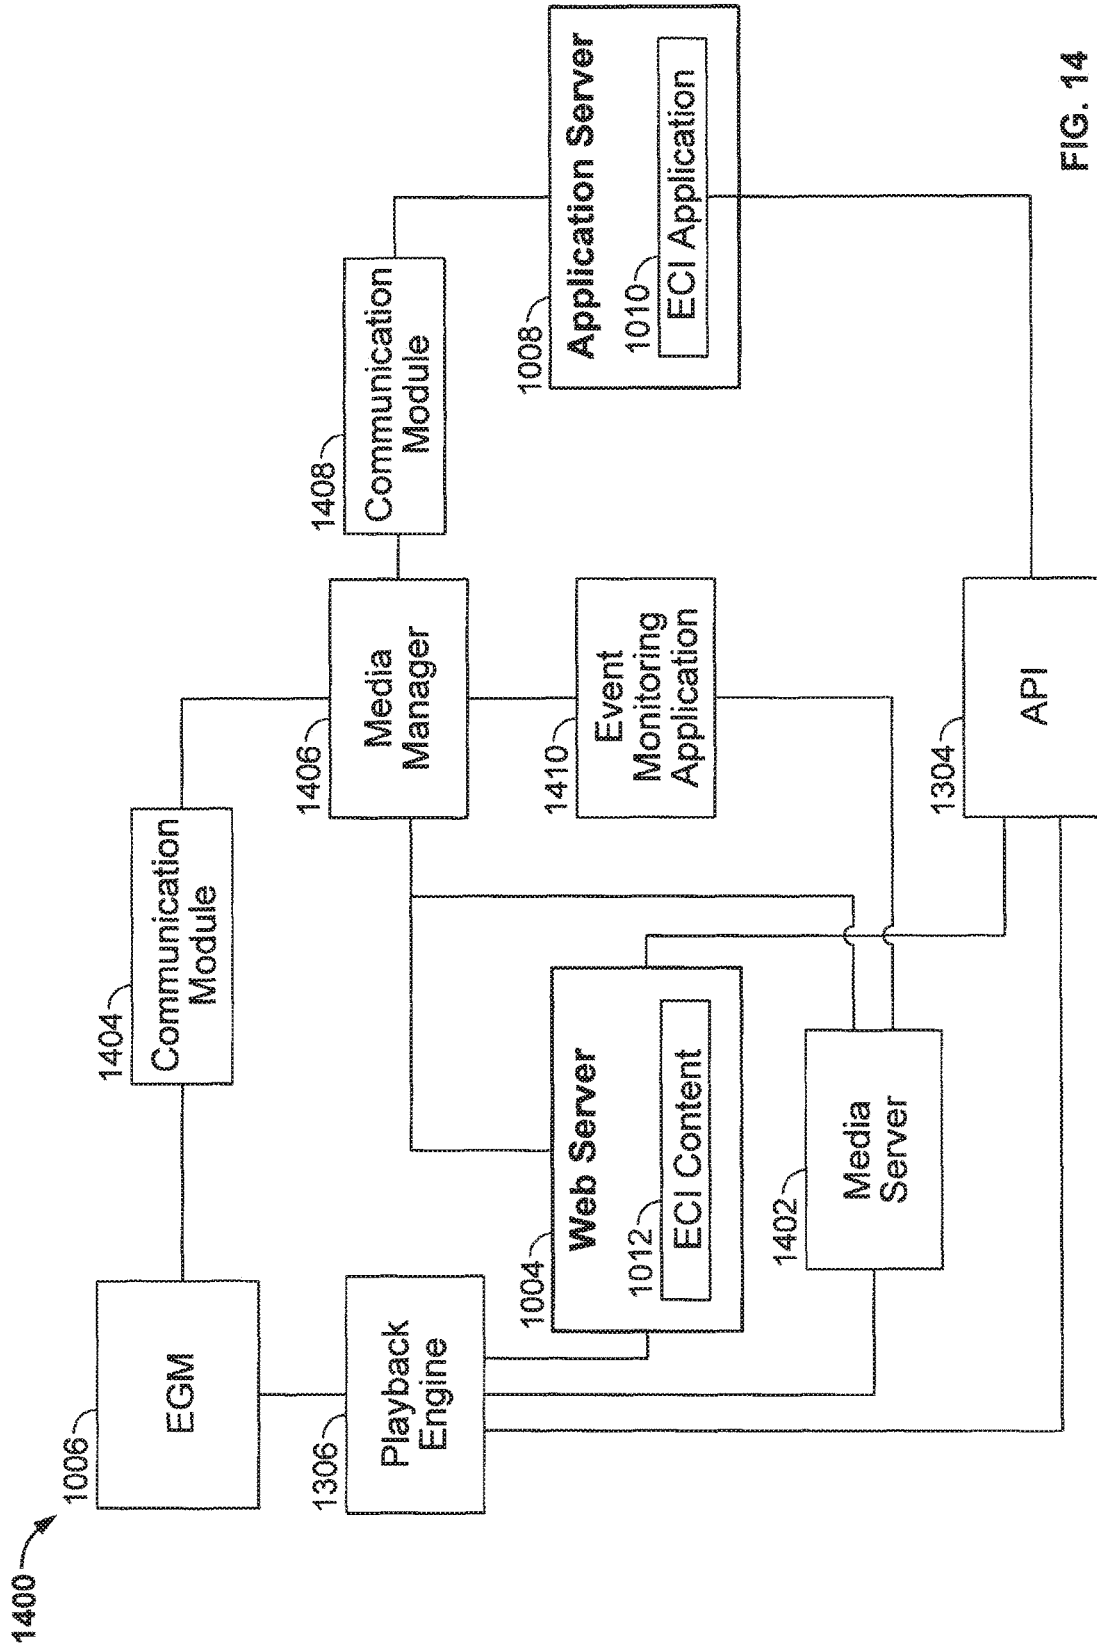 1400
1006
EGM
1404
Communication
Module
1406
Media
Manager
1408
Communication
Module
1008
Application Server
1010
ECI Application
1306
Playback
Engine
1004
Web Server
1012
ECI Content
1410
Event
Monitoring
Application
1402
Media
Server
1304
API
FIG. 14